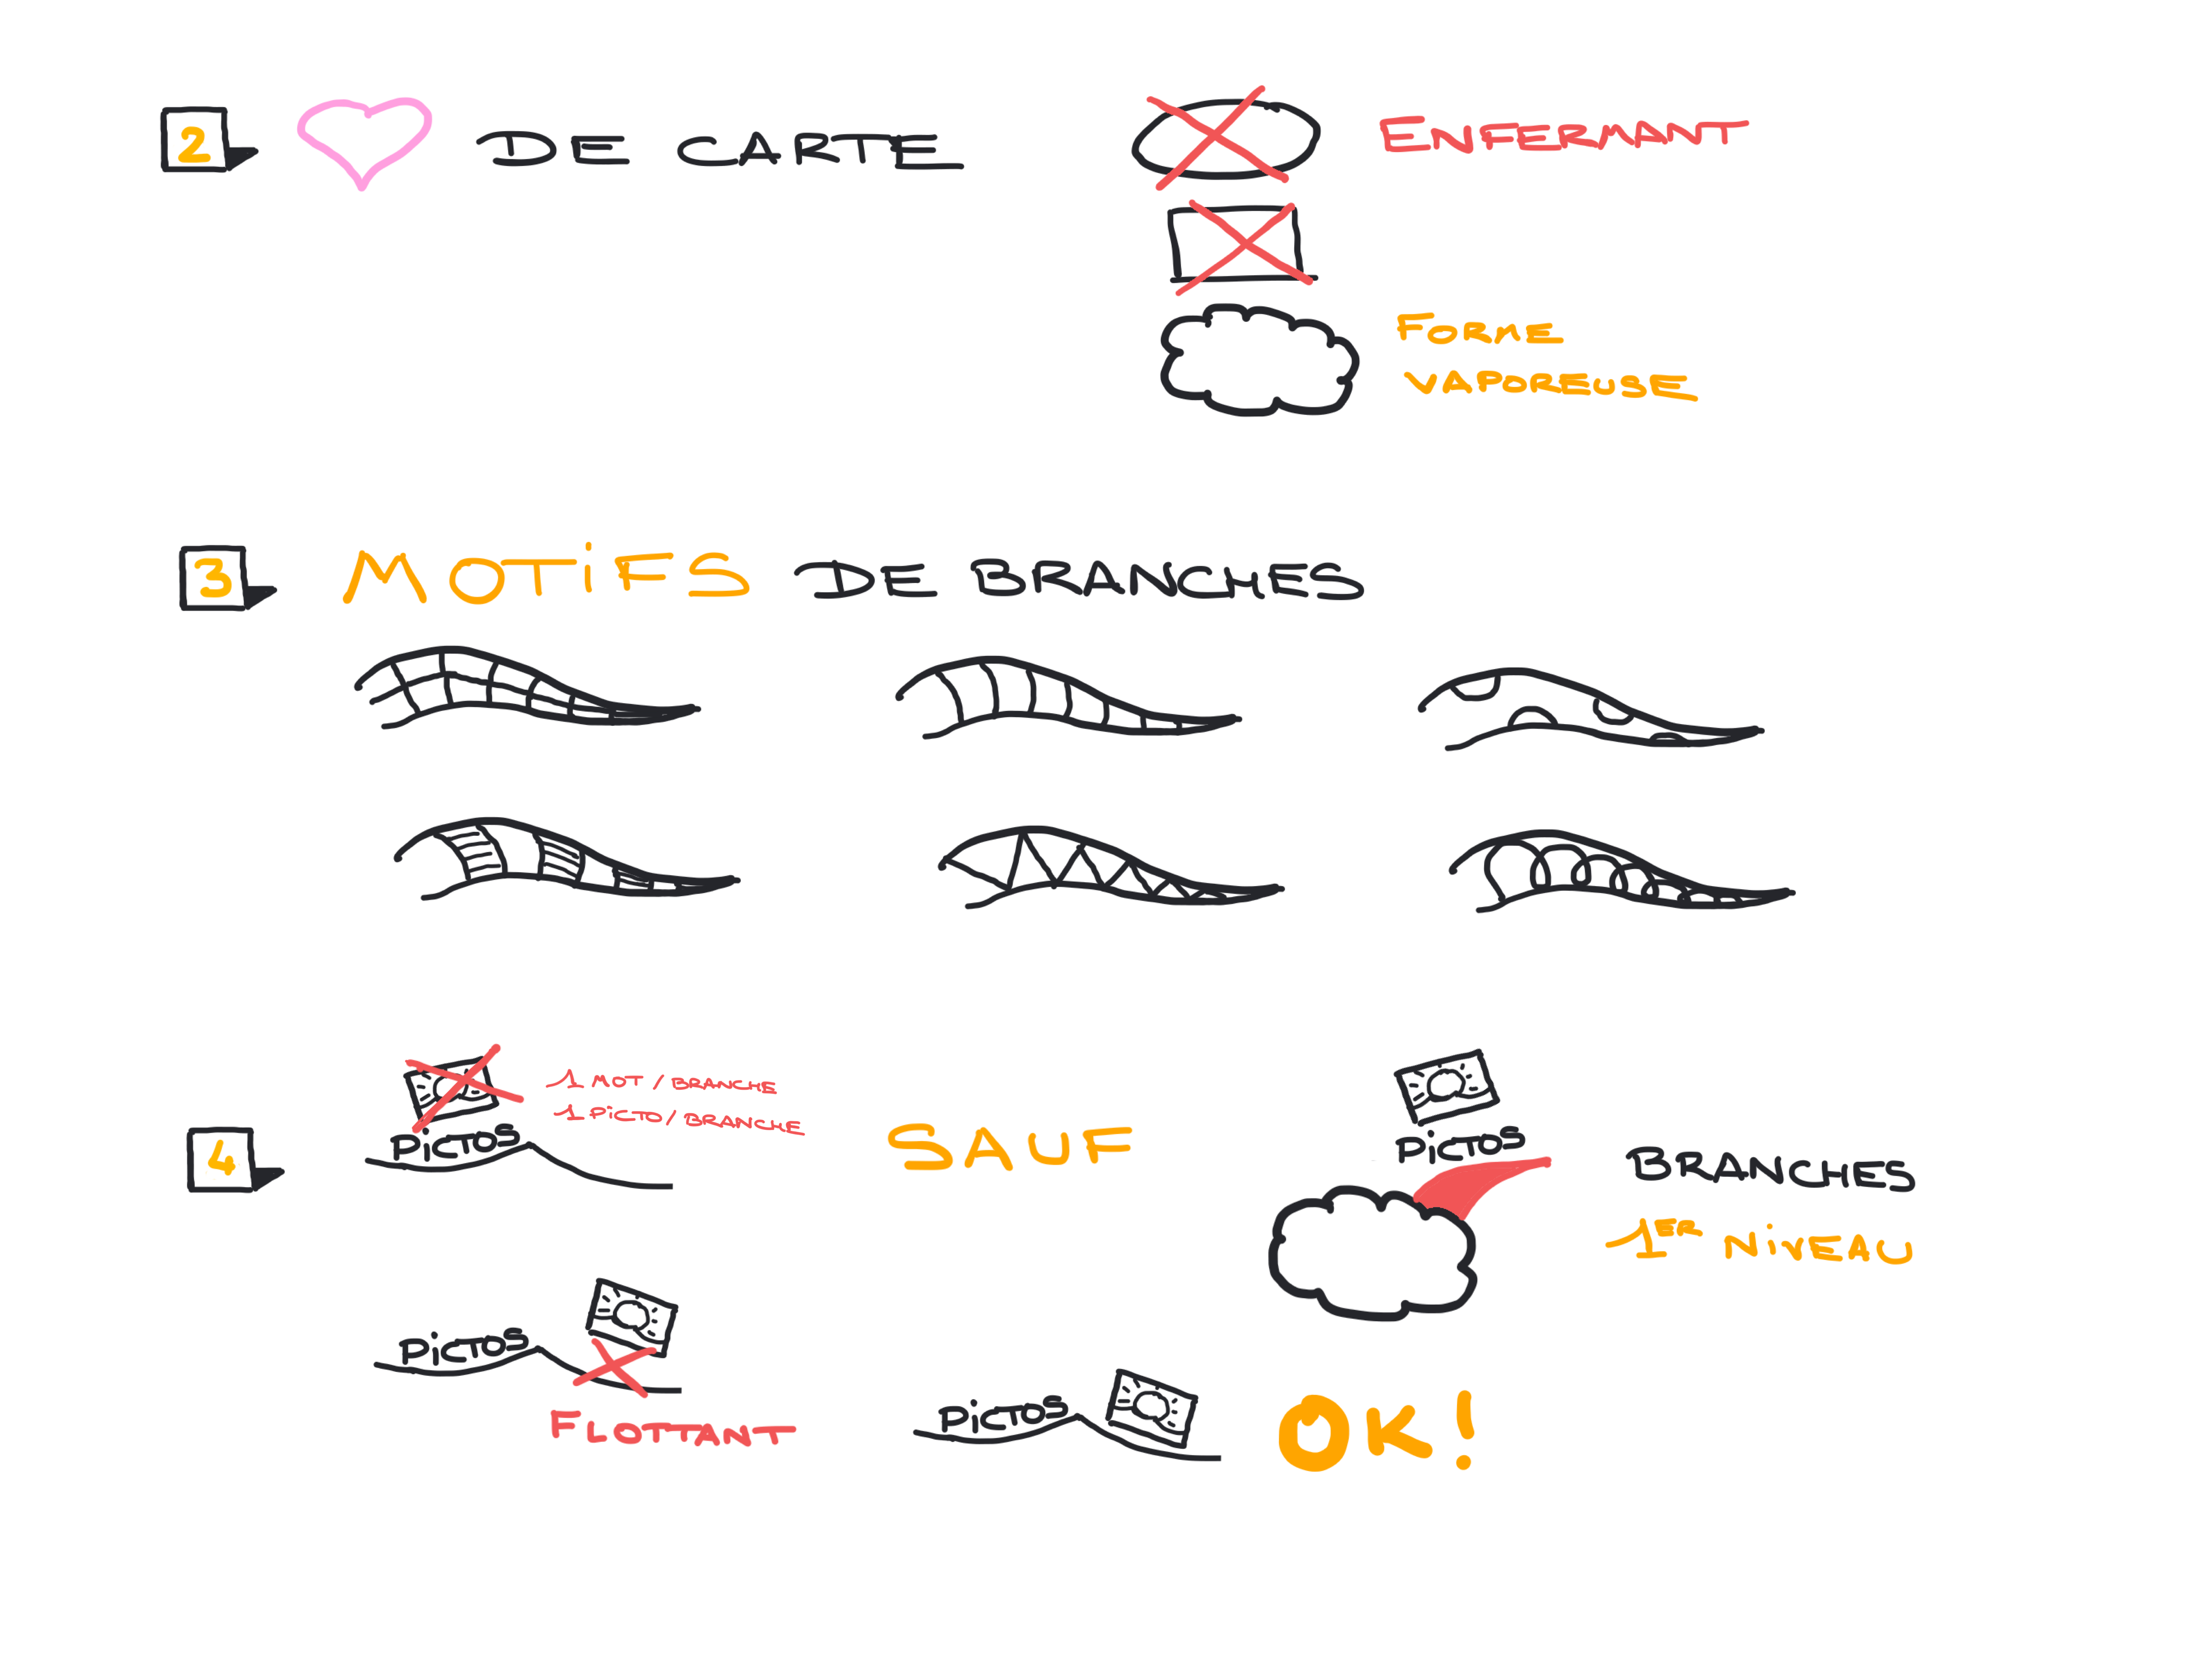 2 DE CARTE
ENFERMANT
FORME
VAPOREUSE
3 MOTiFS DE BRANCHES
4
1 MOT / BRANCHE
1 PiCTO / BRANCHE
PiCTOS
SAUF
PiCTOS
BRANCHES
1ER NiVEAU
PiCTOS
FLOTTANT
PiCTOS
OK!